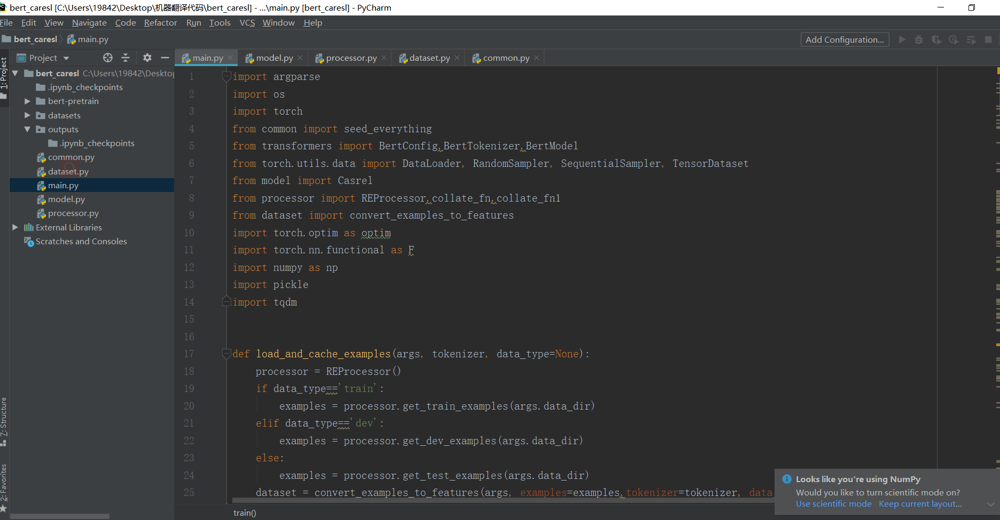 bert_caresl [C:\Users\19842\Desktop\机器翻译代码\bert_caresl] - ...\main.py [bert_caresl] - PyCharm
File Edit View Navigate Code Refactor Run Tools VCS Window Help
bert_caresl main.py Add Configuration...
1: Project
Project
main.py model.py processor.py dataset.py common.py
bert_caresl C:\Users\19842\Deskto
.ipynb_checkpoints
bert-pretrain
datasets
outputs
.ipynb_checkpoints
common.py
dataset.py
main.py
model.py
processor.py
External Libraries
Scratches and Consoles
7: Structure
2: Favorites
1 import argparse
2 import os
3 import torch
4 from common import seed_everything
5 from transformers import BertConfig,BertTokenizer,BertModel
6 from torch.utils.data import DataLoader, RandomSampler, SequentialSampler, TensorDataset
7 from model import Casrel
8 from processor import REProcessor,collate_fn,collate_fn1
9 from dataset import convert_examples_to_features
10 import torch.optim as optim
11 import torch.nn.functional as F
12 import numpy as np
13 import pickle
14 import tqdm
15
16
17 def load_and_cache_examples(args, tokenizer, data_type=None):
18 processor = REProcessor()
19 if data_type=='train':
20 examples = processor.get_train_examples(args.data_dir)
21 elif data_type=='dev':
22 examples = processor.get_dev_examples(args.data_dir)
23 else:
24 examples = processor.get_test_examples(args.data_dir)
25 dataset = convert_examples_to_features(args, examples=examples,tokenizer=tokenizer, data_
train()
Looks like you're using NumPy
Would you like to turn scientific mode on?
Use scientific mode Keep current layout...